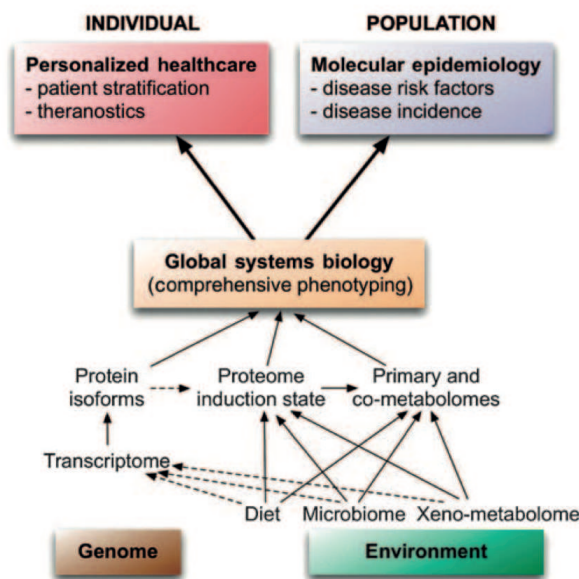 INDIVIDUAL
POPULATION
Personalized healthcare
- patient stratification
- theranostics
Molecular epidemiology
- disease risk factors
- disease incidence
Global systems biology
(comprehensive phenotyping)
Protein
isoforms
Proteome
induction state
Primary and
co-metabolomes
Transcriptome
Diet
Microbiome
Xeno-metabolome
Genome
Environment